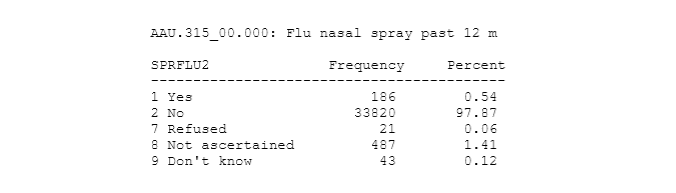 AAU.315_00.000: Flu nasal spray past 12 m
SPRFLU2 Frequency Percent
-------------------------------------------
1 Yes 186 0.54
2 No 33820 97.87
7 Refused 21 0.06
8 Not ascertained 487 1.41
9 Don't know 43 0.12